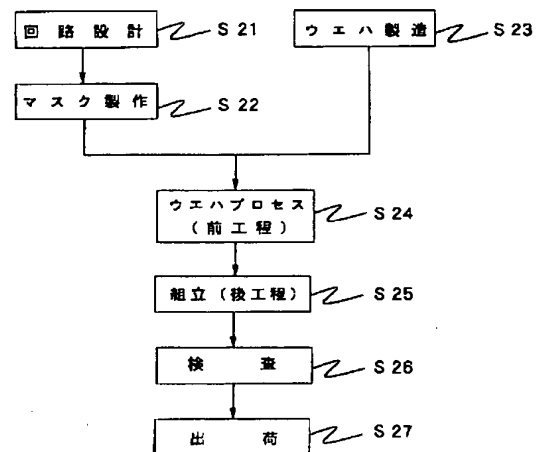 回路設計 S 21
ウエハ製造 S 23
マスク製作 S 22
ウエハプロセス
(前工程) S 24
組立(後工程) S 25
検査 S 26
出荷 S 27